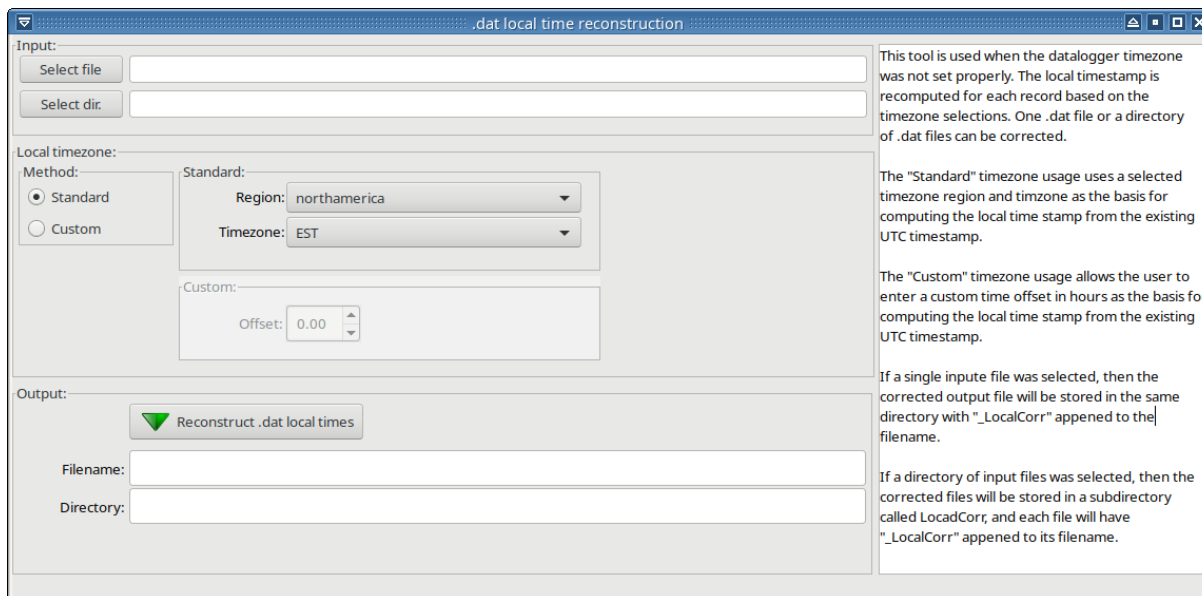 .dat local time reconstruction
Input:
Select file
Select dir.
Local timezone:
Method:
Standard
Custom
Standard:
Region: northamerica
Timezone: EST
Custom:
Offset: 0.00
Output:
Reconstruct .dat local times
Filename:
Directory:
This tool is used when the datalogger timezone
was not set properly. The local timestamp is
recomputed for each record based on the
timezone selections. One .dat file or a directory
of .dat files can be corrected.
The "Standard" timezone usage uses a selected
timezone region and timzone as the basis for
computing the local time stamp from the existing
UTC timestamp.
The "Custom" timezone usage allows the user to
enter a custom time offset in hours as the basis fo
computing the local time stamp from the existing
UTC timestamp.
If a single inpute file was selected, then the
corrected output file will be stored in the same
directory with "_LocalCorr" appened to the
filename.
If a directory of input files was selected, then the
corrected files will be stored in a subdirectory
called LocadCorr, and each file will have
"_LocalCorr" appened to its filename.